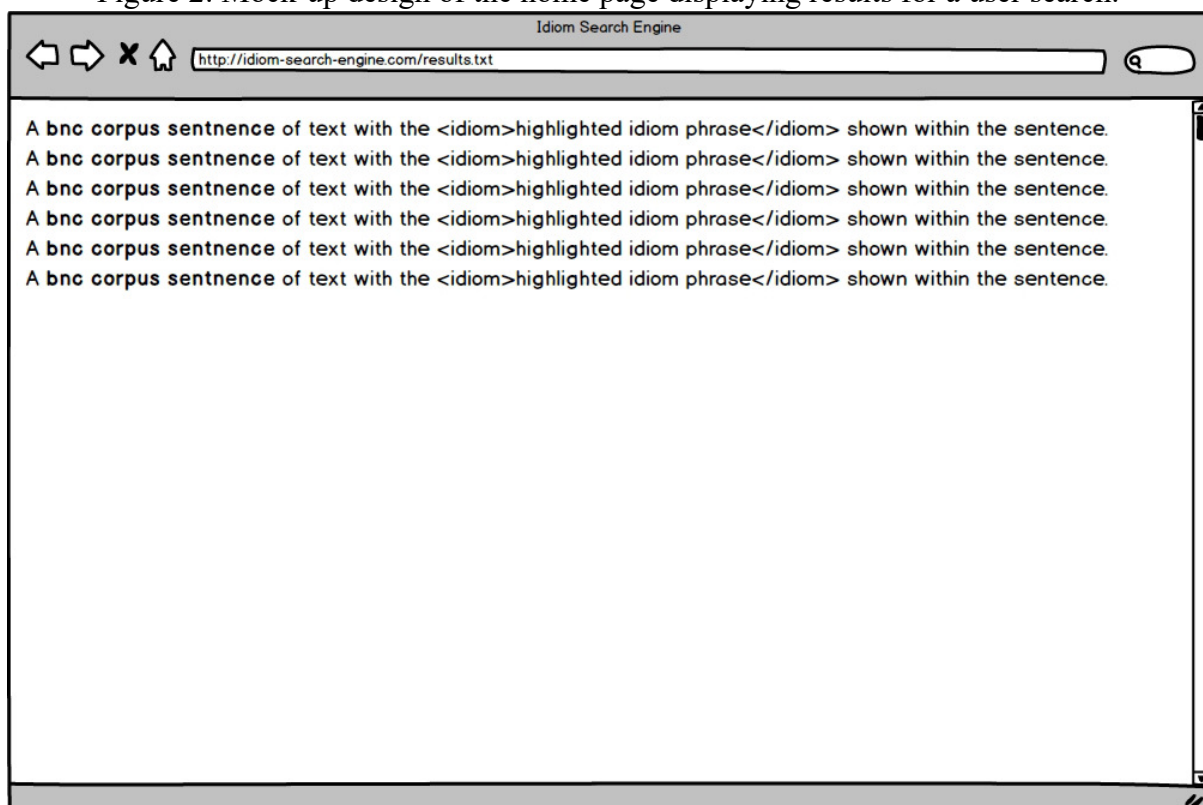 Figure 2: Mock-up design of the home page displaying results for a user search.
Idiom Search Engine
http://idiom-search-engine.com/results.txt
A bnc corpus sentnence of text with the <idiom>highlighted idiom phrase</idiom> shown within the sentence.
A bnc corpus sentnence of text with the <idiom>highlighted idiom phrase</idiom> shown within the sentence.
A bnc corpus sentnence of text with the <idiom>highlighted idiom phrase</idiom> shown within the sentence.
A bnc corpus sentnence of text with the <idiom>highlighted idiom phrase</idiom> shown within the sentence.
A bnc corpus sentnence of text with the <idiom>highlighted idiom phrase</idiom> shown within the sentence.
A bnc corpus sentnence of text with the <idiom>highlighted idiom phrase</idiom> shown within the sentence.